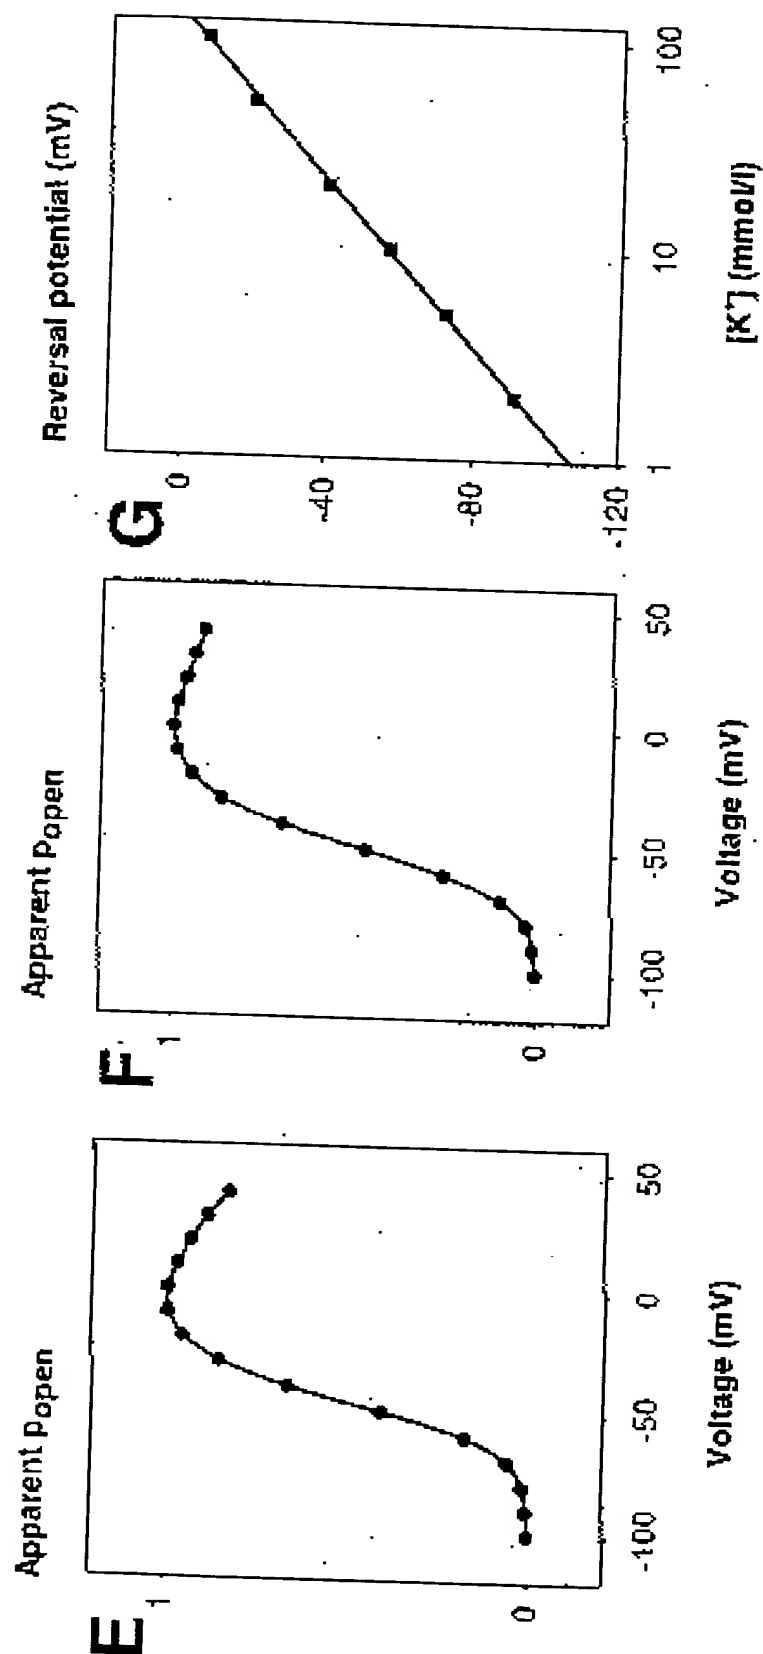 E
Apparent popen
1
0
-100
-50
0
50
Voltage (mV)
F
Apparent popen
1
0
-100
-50
0
50
Voltage (mV)
G
Reversal potential (mV)
0
-40
-80
-120
1
10
100
[K+] (mmol/l)